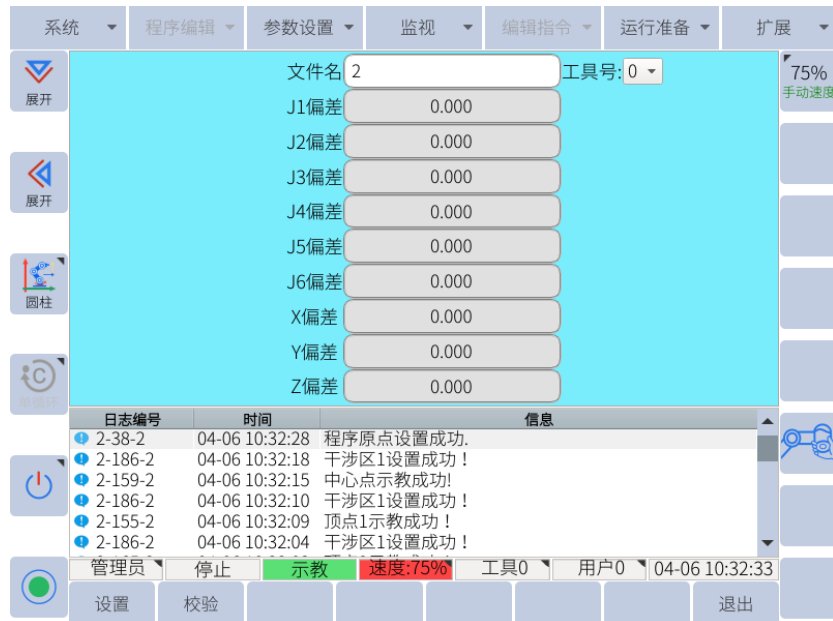 系统 程序编辑 参数设置 监视 编辑指令 运行准备 扩展
展开
展开
圆柱
文件名 2 工具号: 0
J1偏差 0.000
J2偏差 0.000
J3偏差 0.000
J4偏差 0.000
J5偏差 0.000
J6偏差 0.000
X偏差 0.000
Y偏差 0.000
Z偏差 0.000
75%
手动速度
日志编号 时间 信息
2-38-2 04-06 10:32:28 程序原点设置成功.
2-186-2 04-06 10:32:18 干涉区1设置成功！
2-159-2 04-06 10:32:15 中心点示教成功!
2-186-2 04-06 10:32:10 干涉区1设置成功！
2-155-2 04-06 10:32:09 顶点1示教成功！
2-186-2 04-06 10:32:04 干涉区1设置成功！
管理员 停止 示教 速度:75% 工具0 用户0 04-06 10:32:33
设置 校验 退出